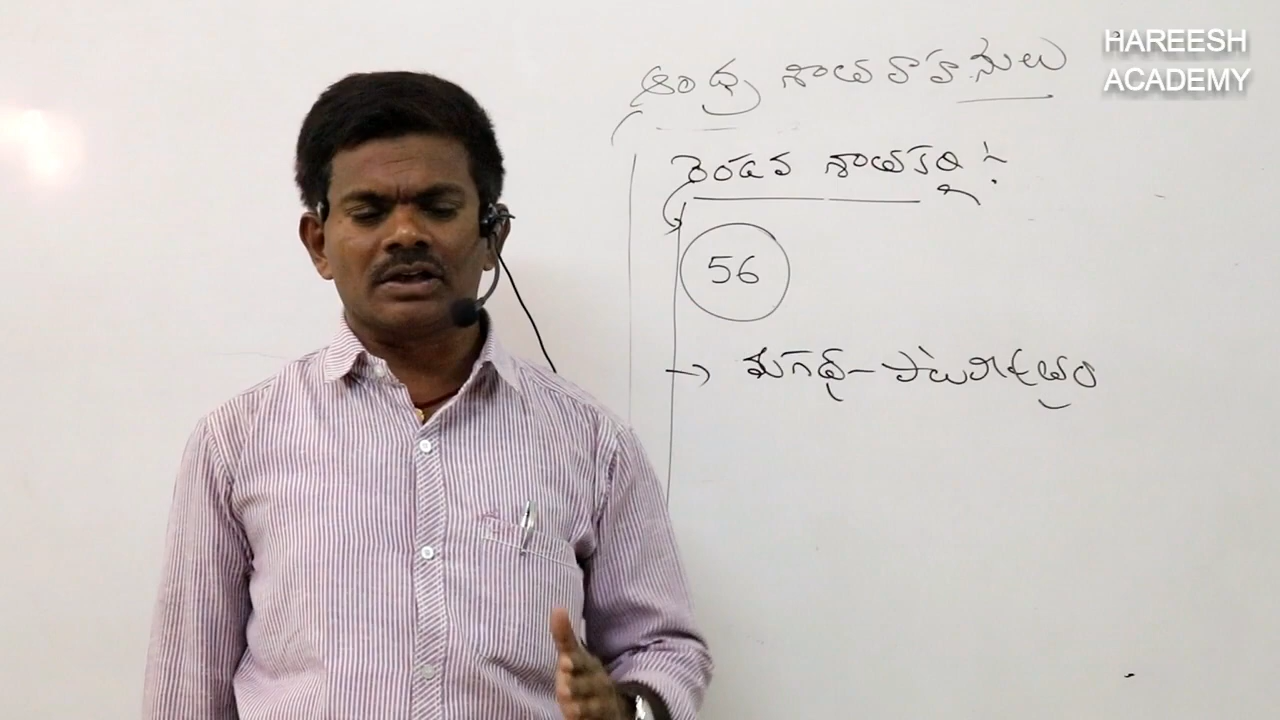 HAREESH
ACADEMY
ఆంధ్ర శాతవాహనులు
రెండవ శాతకర్ణి :-
56
→ మగధ - పాటలీపుత్రం